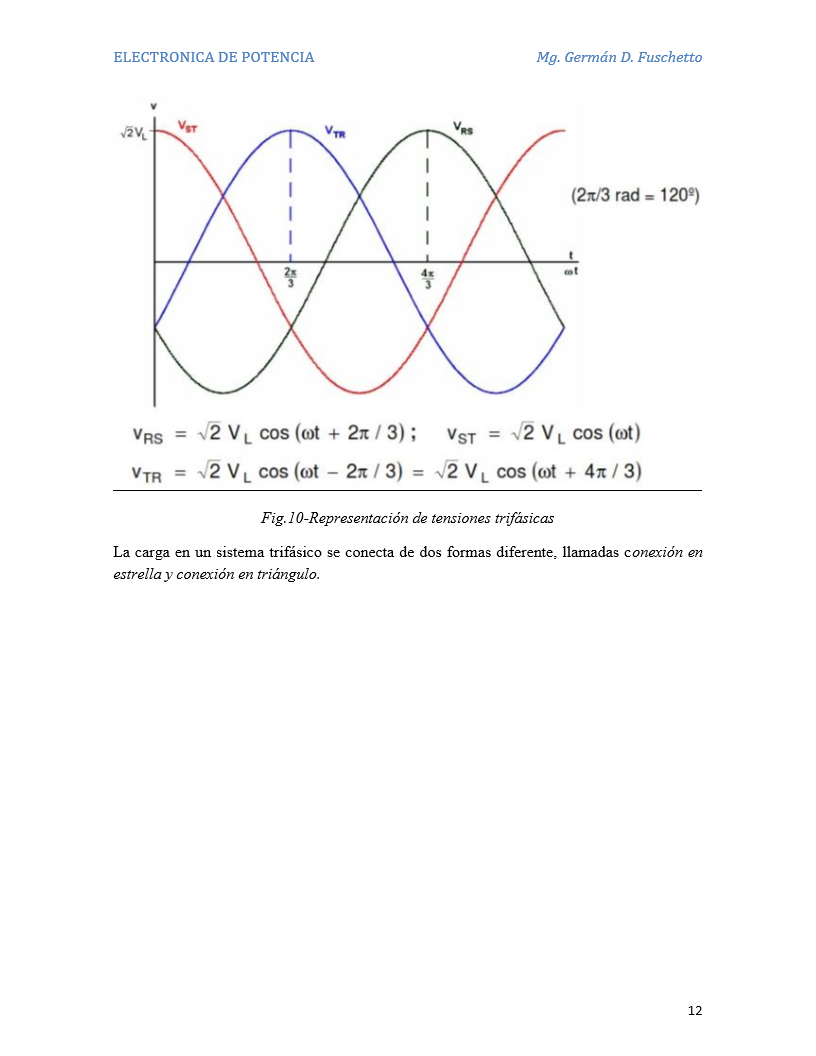 ELECTRONICA DE POTENCIA Mg. Germán D. Fuschetto
v
√2VL VST VTR VRS
(2π/3 rad = 120º)
t
2π/3 4π/3 ωt
vRS = √2 VL cos (ωt + 2π / 3) ; vST = √2 VL cos (ωt)
vTR = √2 VL cos (ωt − 2π / 3) = √2 VL cos (ωt + 4π / 3)
Fig.10-Representación de tensiones trifásicas
La carga en un sistema trifásico se conecta de dos formas diferente, llamadas conexión en
estrella y conexión en triángulo.
12